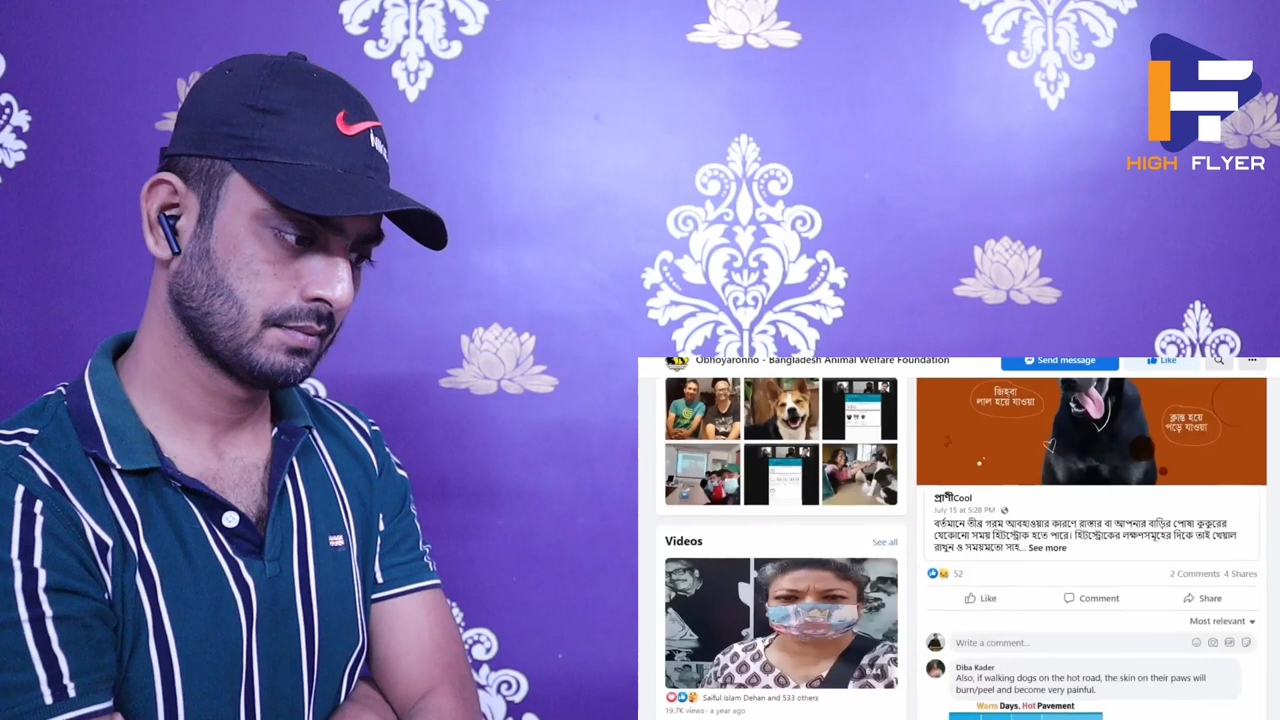 HIGH FLYER
Obhoyaronno - Bangladesh Animal Welfare Foundation
Send message
Like
জিহবা
লাল হয়ে যাওয়া
ক্লান্ত হয়ে
পড়ে যাওয়া
প্রাণীCool
July 15 at 5:28 PM ·
বর্তমানে তীব্র গরম আবহাওয়ার কারণে রাস্তার বা আপনার বাড়ির পোষা কুকুরের
যেকোনো সময় হিটস্ট্রোক হতে পারে। হিটস্ট্রোকের লক্ষণসমূহের দিকে তাই খেয়াল
রাখুন ও সময়মতো সাহ... See more
52
2 Comments 4 Shares
Like
Comment
Share
Most relevant
Write a comment...
Diba Kader
Also, if walking dogs on the hot road, the skin on their paws will
burn/peel and become very painful.
Warm Days, Hot Pavement
Videos
See all
Saiful Islam Dehan and 533 others
19.7K views · a year ago